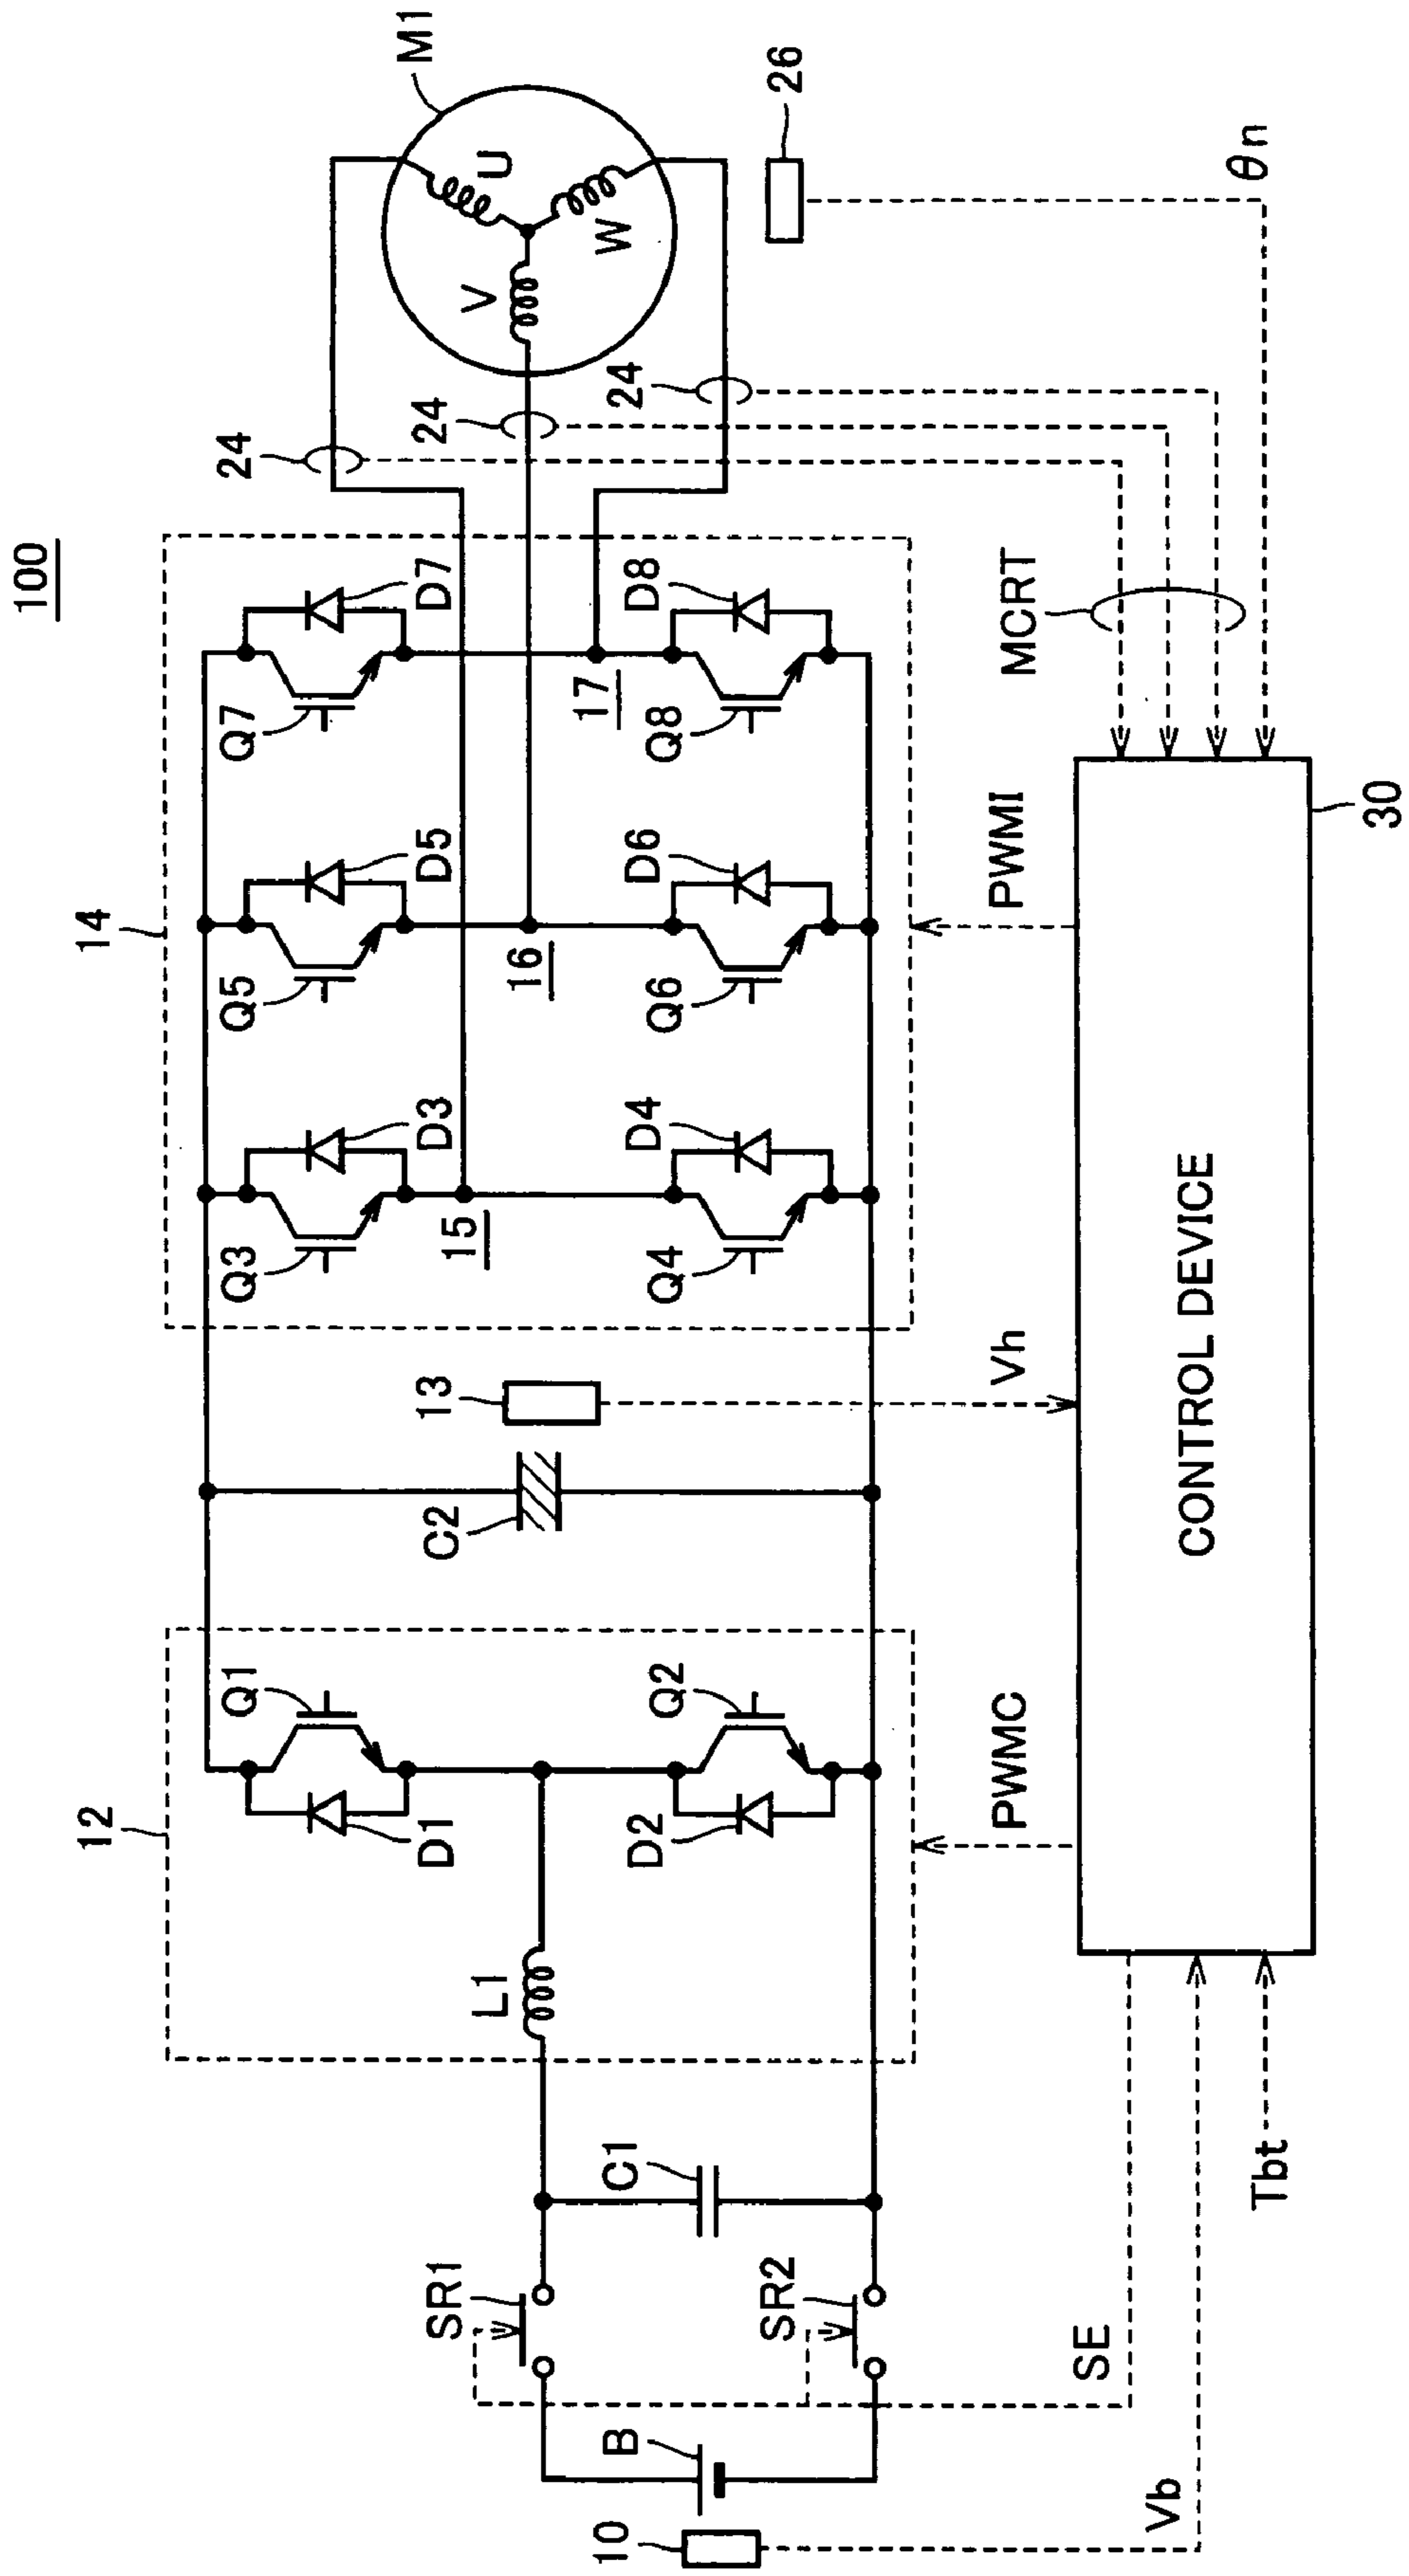 100
12
14
Q1
D1
Q2
D2
L1
C1
C2
13
SR1
SR2
B
10
Q3
D3
Q5
D5
Q7
D7
15
16
17
Q4
D4
Q6
D6
Q8
D8
24
24
24
U
V
W
M1
26
SE
Vb
Tbt
PWMC
Vh
PWMI
MCRT
θn
CONTROL DEVICE
30